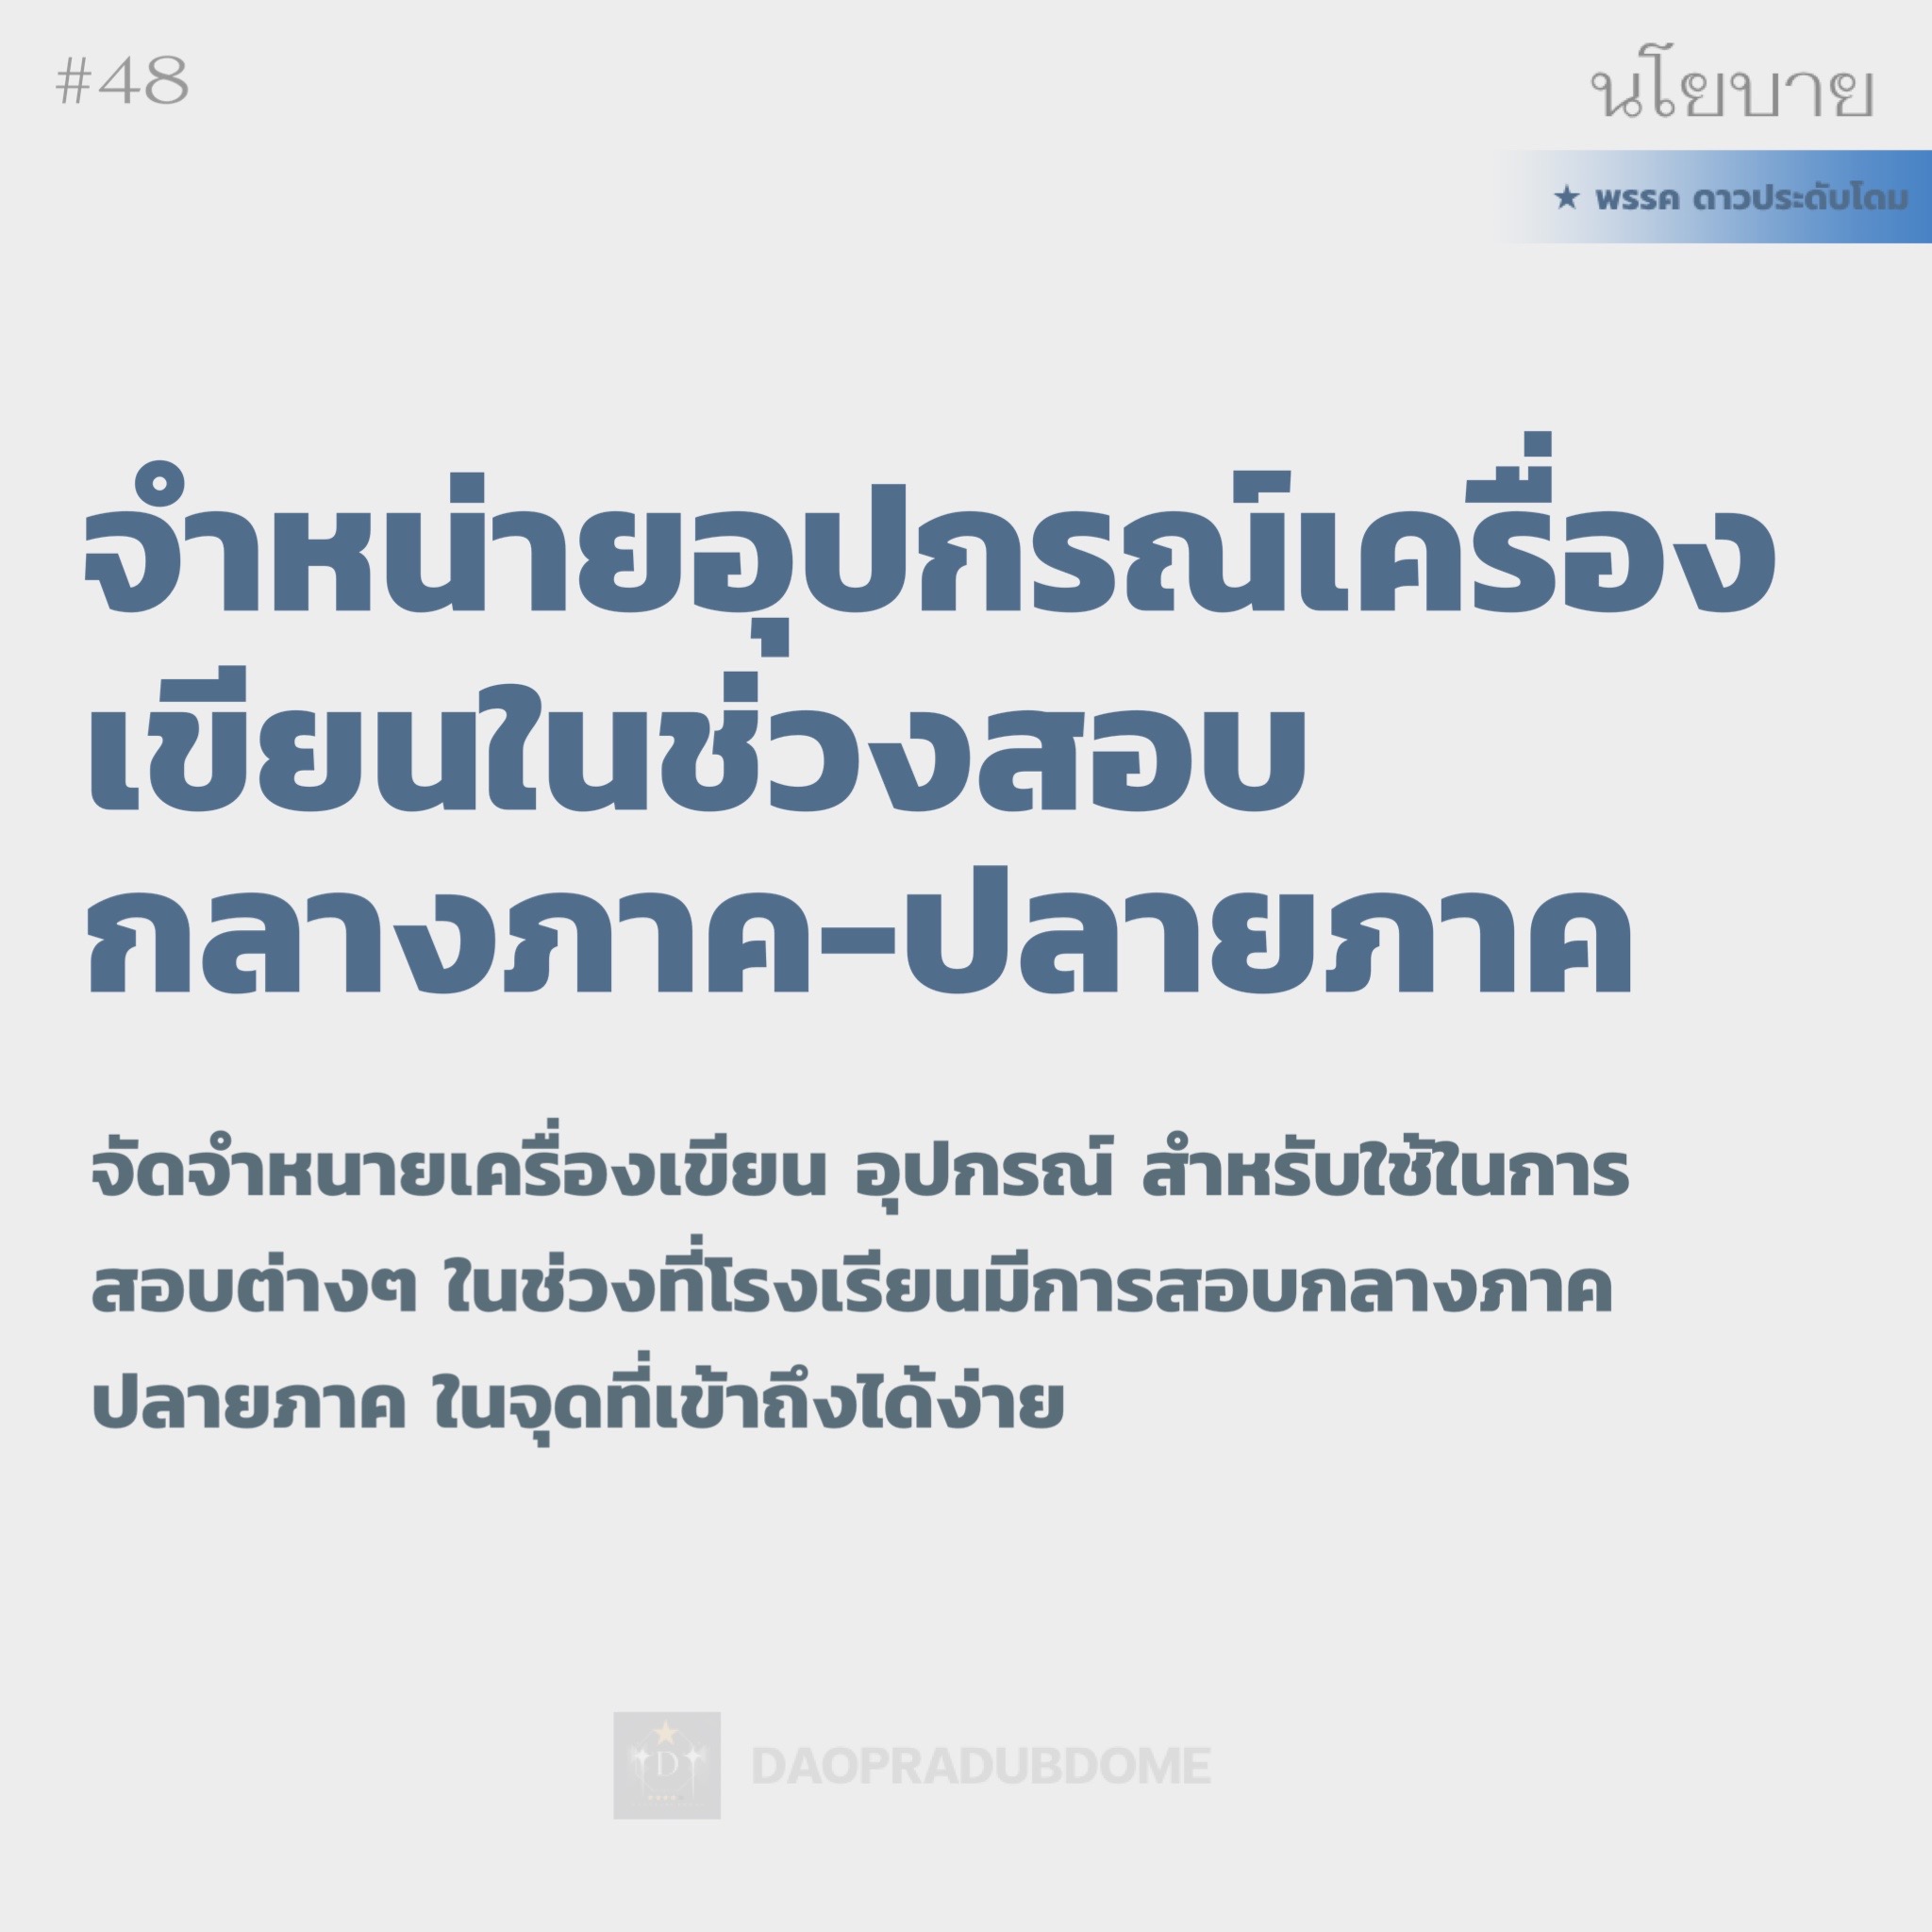 #48
นโยบาย
★ พรรค ดาวประดับโดม
จำหน่ายอุปกรณ์เครื่อง
เขียนในช่วงสอบ
กลางภาค-ปลายภาค
จัดจำหนายเครื่องเขียน อุปกรณ์ สำหรับใช้ในการ
สอบต่างๆ ในช่วงที่โรงเรียนมีการสอบกลางภาค
ปลายภาค ในจุดที่เข้าถึงได้ง่าย
D
DAOPRADUBDOME